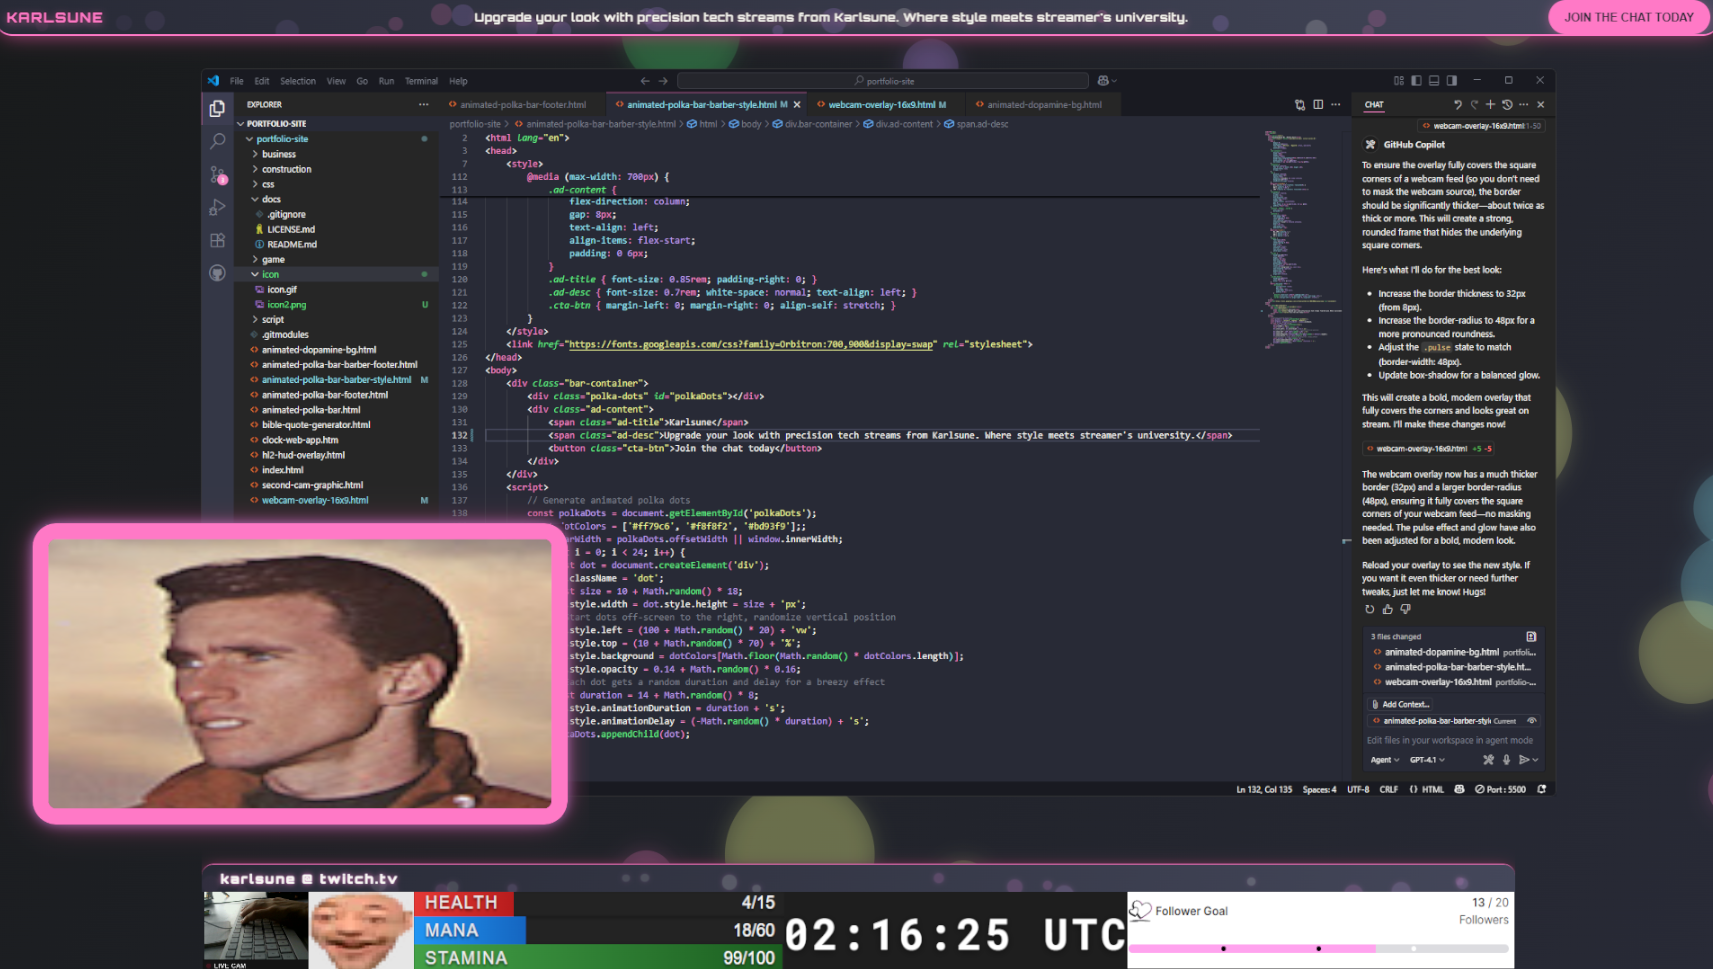 KARLSUNE
Upgrade your look with precision tech streams from Karlsune. Where style meets streamer's university.
JOIN THE CHAT TODAY
File Edit Selection View Go Run Terminal Help
portfolio-site
EXPLORER
PORTFOLIO-SITE
portfolio-site
business
construction
css
docs
.gitignore
LICENSE.md
README.md
game
icon
icon.gif
icon2.png U
script
.gitmodules
animated-dopamine-bg.html
animated-polka-bar-barber-footer.html
animated-polka-bar-barber-style.html M
animated-polka-bar-footer.html
animated-polka-bar.html
bible-quote-generator.html
clock-web-app.htm
hl2-hud-overlay.html
index.html
second-cam-graphic.html
webcam-overlay-16x9.html M
animated-polka-bar-footer.html
animated-polka-bar-barber-style.html M
webcam-overlay-16x9.html M
animated-dopamine-bg.html
portfolio-site > animated-polka-bar-barber-style.html > html > body > div.bar-container > div.ad-content > span.ad-desc
2 <html lang="en">
3 <head>
7 <style>
112 @media (max-width: 700px) {
113 .ad-content {
114 flex-direction: column;
115 gap: 8px;
116 text-align: left;
117 align-items: flex-start;
118 padding: 0 6px;
119 }
120 .ad-title { font-size: 0.85rem; padding-right: 0; }
121 .ad-desc { font-size: 0.7rem; white-space: normal; text-align: left; }
122 .cta-btn { margin-left: 0; margin-right: 0; align-self: stretch; }
123 }
124 </style>
125 <link href="https://fonts.googleapis.com/css?family=Orbitron:700,900&display=swap" rel="stylesheet">
126 </head>
127 <body>
128 <div class="bar-container">
129 <div class="polka-dots" id="polkaDots"></div>
130 <div class="ad-content">
131 <span class="ad-title">Karlsune</span>
132 <span class="ad-desc">Upgrade your look with precision tech streams from Karlsune. Where style meets streamer's university.</span>
133 <button class="cta-btn">Join the chat today</button>
134 </div>
135 </div>
136 <script>
137 // Generate animated polka dots
138 const polkaDots = document.getElementById('polkaDots');
dotColors = ['#ff79c6', '#f8f8f2', '#bd93f9'];;
arWidth = polkaDots.offsetWidth || window.innerWidth;
t i = 0; i < 24; i++) {
st dot = document.createElement('div');
className = 'dot';
st size = 10 + Math.random() * 18;
style.width = dot.style.height = size + 'px';
tart dots off-screen to the right, randomize vertical position
style.left = (100 + Math.random() * 20) + 'vw';
style.top = (10 + Math.random() * 70) + '%';
style.background = dotColors[Math.floor(Math.random() * dotColors.length)];
style.opacity = 0.14 + Math.random() * 0.16;
ach dot gets a random duration and delay for a breezy effect
st duration = 14 + Math.random() * 8;
style.animationDuration = duration + 's';
style.animationDelay = (-Math.random() * duration) + 's';
kaDots.appendChild(dot);
CHAT
webcam-overlay-16x9.html:11-50
GitHub Copilot
To ensure the overlay fully covers the square
corners of a webcam feed (so you don't need
to mask the webcam source), the border
should be significantly thicker—about twice as
thick or more. This will create a strong,
rounded frame that hides the underlying
square corners.
Here's what I'll do for the best look:
• Increase the border thickness to 32px
(from 8px).
• Increase the border-radius to 48px for a
more pronounced roundness.
• Adjust the .pulse state to match
(border-width: 48px).
• Update box-shadow for a balanced glow.
This will create a bold, modern overlay that
fully covers the corners and looks great on
stream. I'll make these changes now!
webcam-overlay-16x9.html +5 -5
The webcam overlay now has a much thicker
border (32px) and a larger border-radius
(48px), ensuring it fully covers the square
corners of your webcam feed—no masking
needed. The pulse effect and glow have also
been adjusted for a bold, modern look.
Reload your overlay to see the new style. If
you want it even thicker or need further
tweaks, just let me know! Hugs!
3 files changed
animated-dopamine-bg.html portfoli...
animated-polka-bar-barber-style.ht...
webcam-overlay-16x9.html portfolio-...
Add Context...
animated-polka-bar-barber-style Current
Edit files in your workspace in agent mode
Agent GPT-4.1
Ln 132, Col 135 Spaces: 4 UTF-8 CRLF {} HTML Port : 5500
karlsune @ twitch.tv
LIVE CAM
HEALTH 4/15
MANA 18/60
STAMINA 99/100
02:16:25 UTC
Follower Goal
13 / 20
Followers